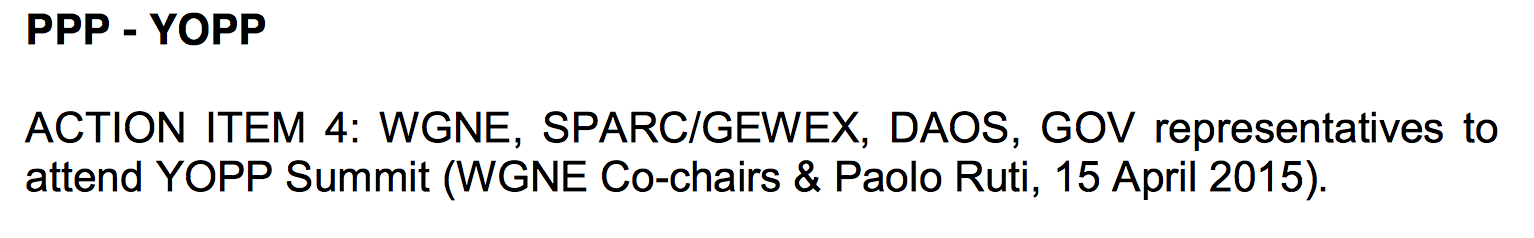 PPP - YOPP
ACTION ITEM 4: WGNE, SPARC/GEWEX, DAOS, GOV representatives to
attend YOPP Summit (WGNE Co-chairs & Paolo Ruti, 15 April 2015).